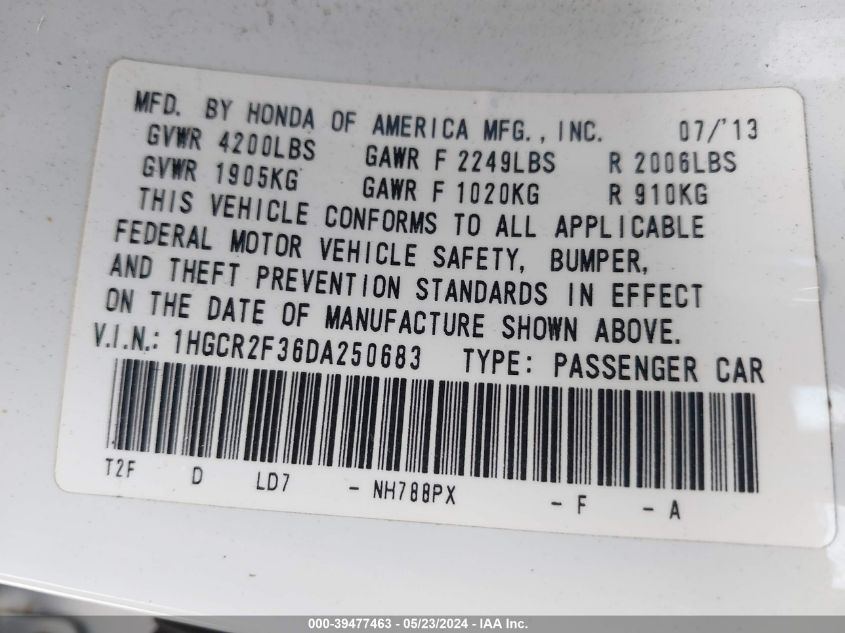 MFD. BY HONDA OF AMERICA MFG., INC. 07/'13
GVWR 4200LBS GAWR F 2249LBS R 2006LBS
GVWR 1905KG GAWR F 1020KG R 910KG
THIS VEHICLE CONFORMS TO ALL APPLICABLE
FEDERAL MOTOR VEHICLE SAFETY, BUMPER,
AND THEFT PREVENTION STANDARDS IN EFFECT
ON THE DATE OF MANUFACTURE SHOWN ABOVE.
V.I.N.: 1HGCR2F36DA250683 TYPE: PASSENGER CAR
T2F D LD7 - NH788PX - F - A
000-39477463 - 05/23/2024 - IAA Inc.